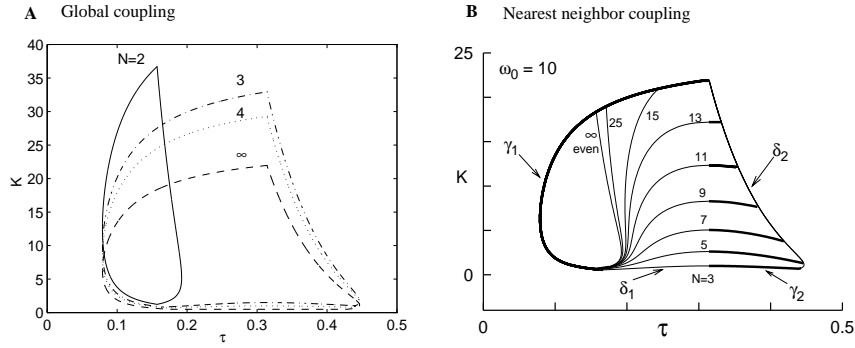 A Global coupling
40
35
30
25
20
15
10
5
0
K
N=2
3
4
∞
0
0.1
0.2
0.3
0.4
0.5
τ
B Nearest neighbor coupling
25
K
0
ω₀ = 10
γ₁
∞
even
25
15
13
11
9
7
5
N=3
δ₂
δ₁
γ₂
0
τ
0.5